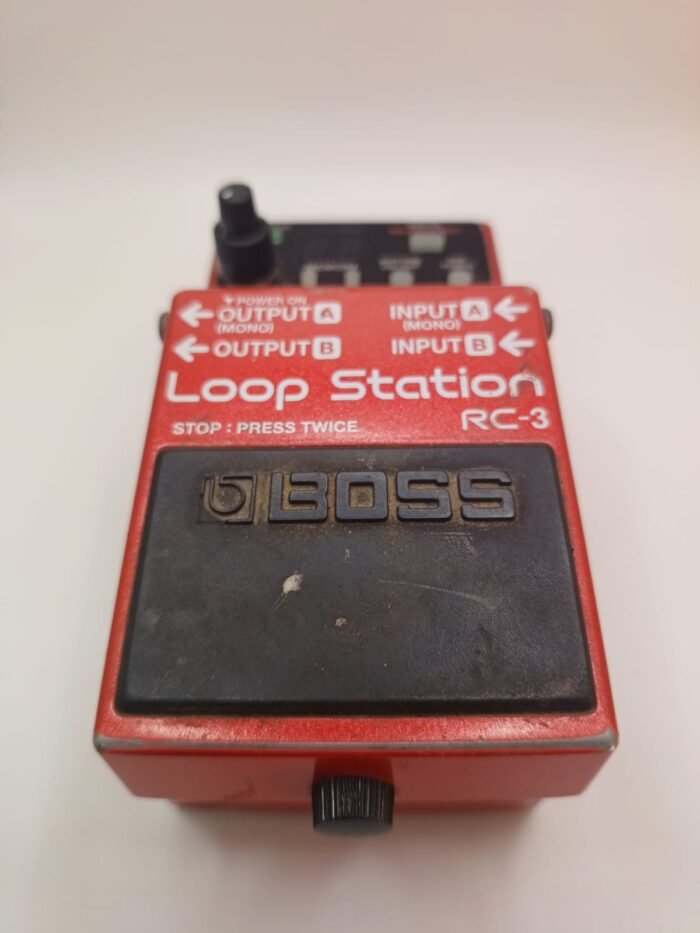 POWER ON
OUTPUT A INPUT A
(MONO) (MONO)
OUTPUT B INPUT B
Loop Station
STOP : PRESS TWICE RC-3
BOSS